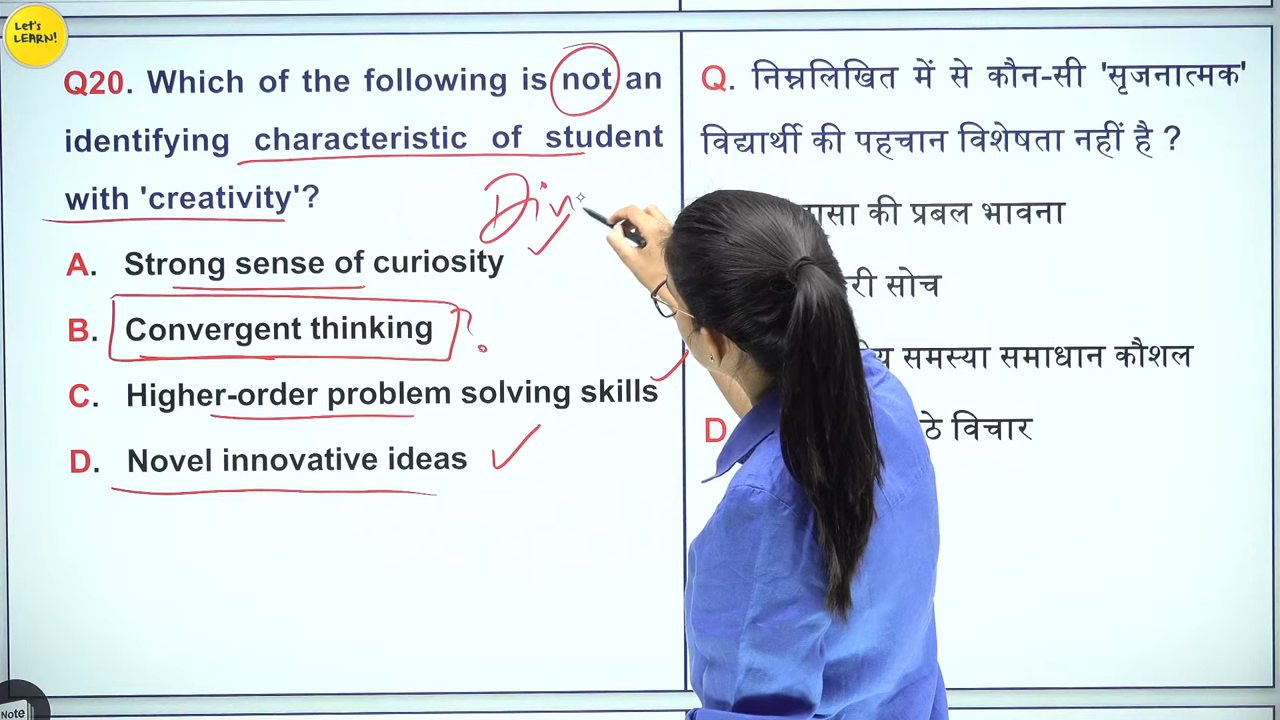 Let's
LEARN!
Q20. Which of the following is not an
identifying characteristic of student
with 'creativity'?
A. Strong sense of curiosity
B. Convergent thinking
C. Higher-order problem solving skills
D. Novel innovative ideas
Div
Q. निम्नलिखित में से कौन-सी 'सृजनात्मक'
विद्यार्थी की पहचान विशेषता नहीं है ?
की प्रबल भावना
सोच
समस्या समाधान कौशल
D विचार
Note